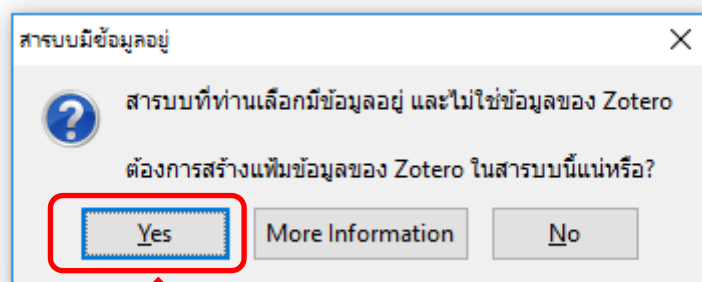 สารบบมีข้อมูลอยู่
สารบบที่ท่านเลือกมีข้อมูลอยู่ และไม่ใช่ข้อมูลของ Zotero
ต้องการสร้างแฟ้มข้อมูลของ Zotero ในสารบบนี้แน่หรือ?
Yes More Information No